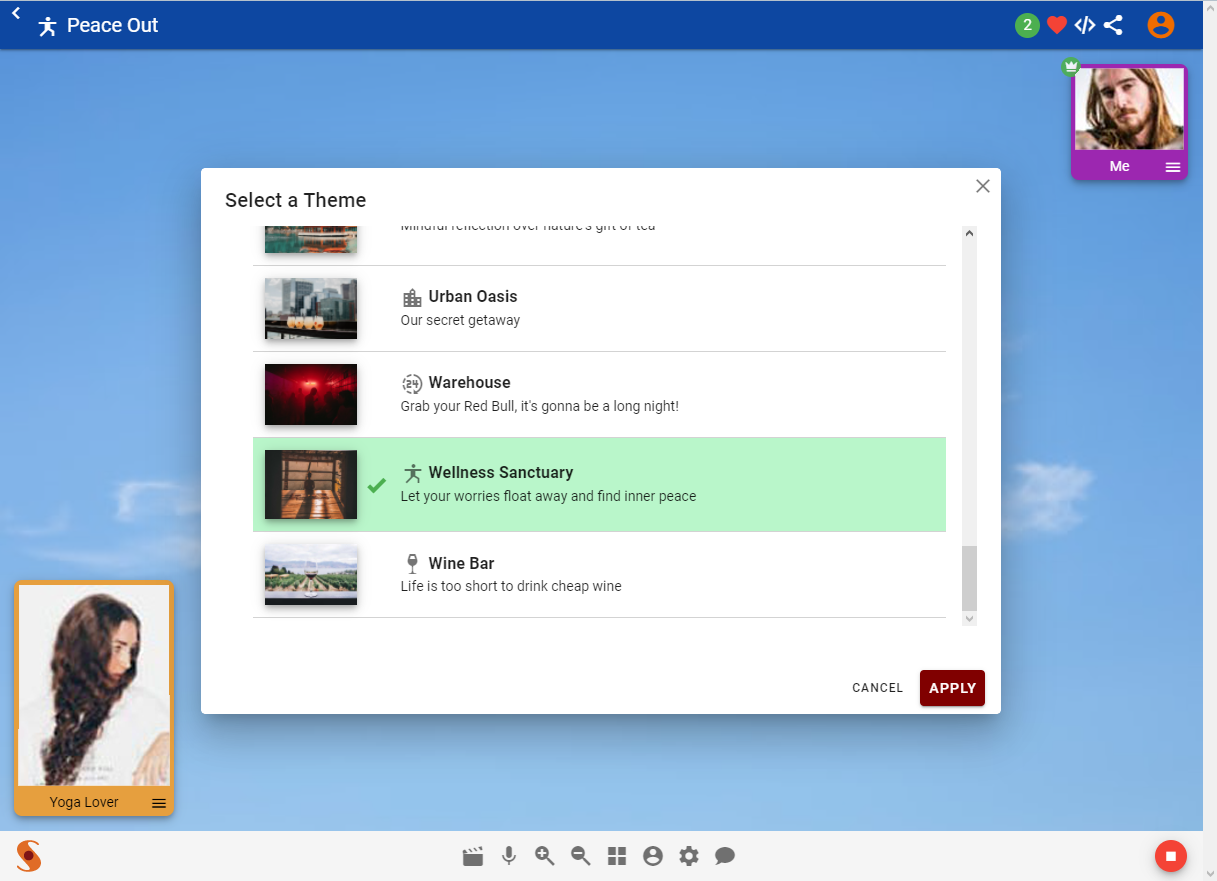 Peace Out
2
Me
Select a Theme
Mindful reflection over nature's gift of tea
Urban Oasis
Our secret getaway
24
Warehouse
Grab your Red Bull, it's gonna be a long night!
Wellness Sanctuary
Let your worries float away and find inner peace
Wine Bar
Life is too short to drink cheap wine
CANCEL
APPLY
Yoga Lover